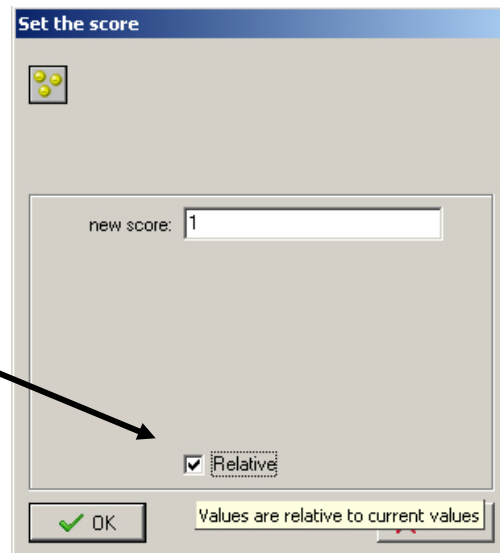 Set the score
new score: 1
Relative
OK
Values are relative to current values